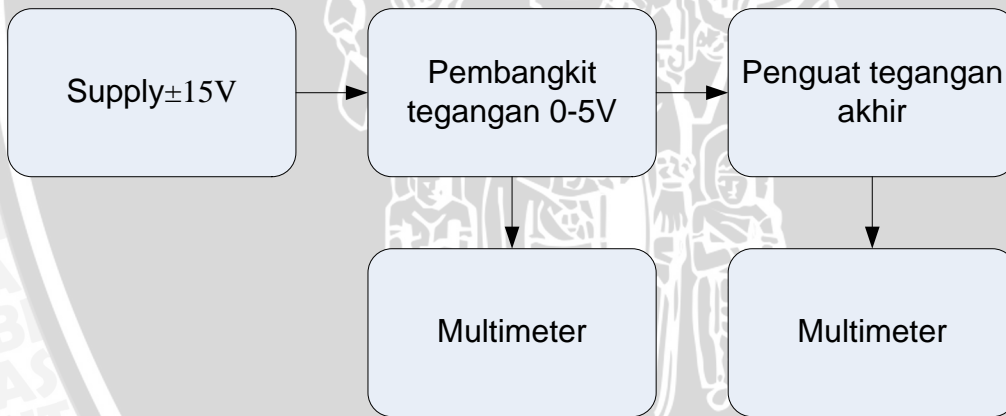 Supply±15V
Pembangkit
tegangan 0-5V
Penguat tegangan
akhir
Multimeter
Multimeter